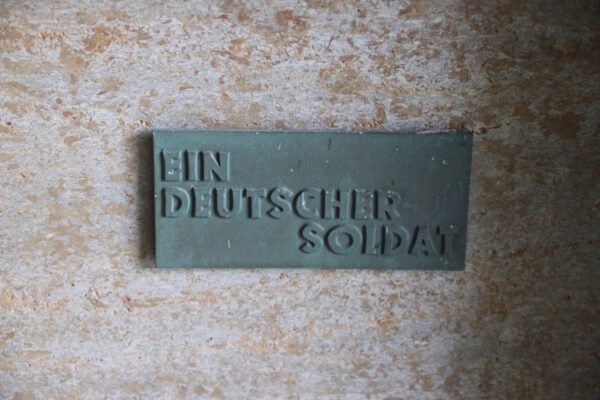 EIN
DEUTSCHER
SOLDAT